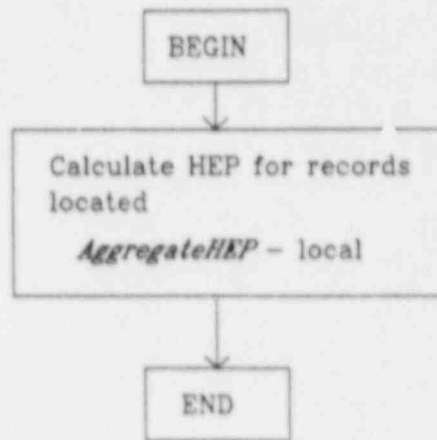 BEGIN
Calculate HEP for records
located
AggregateHEP – local
END